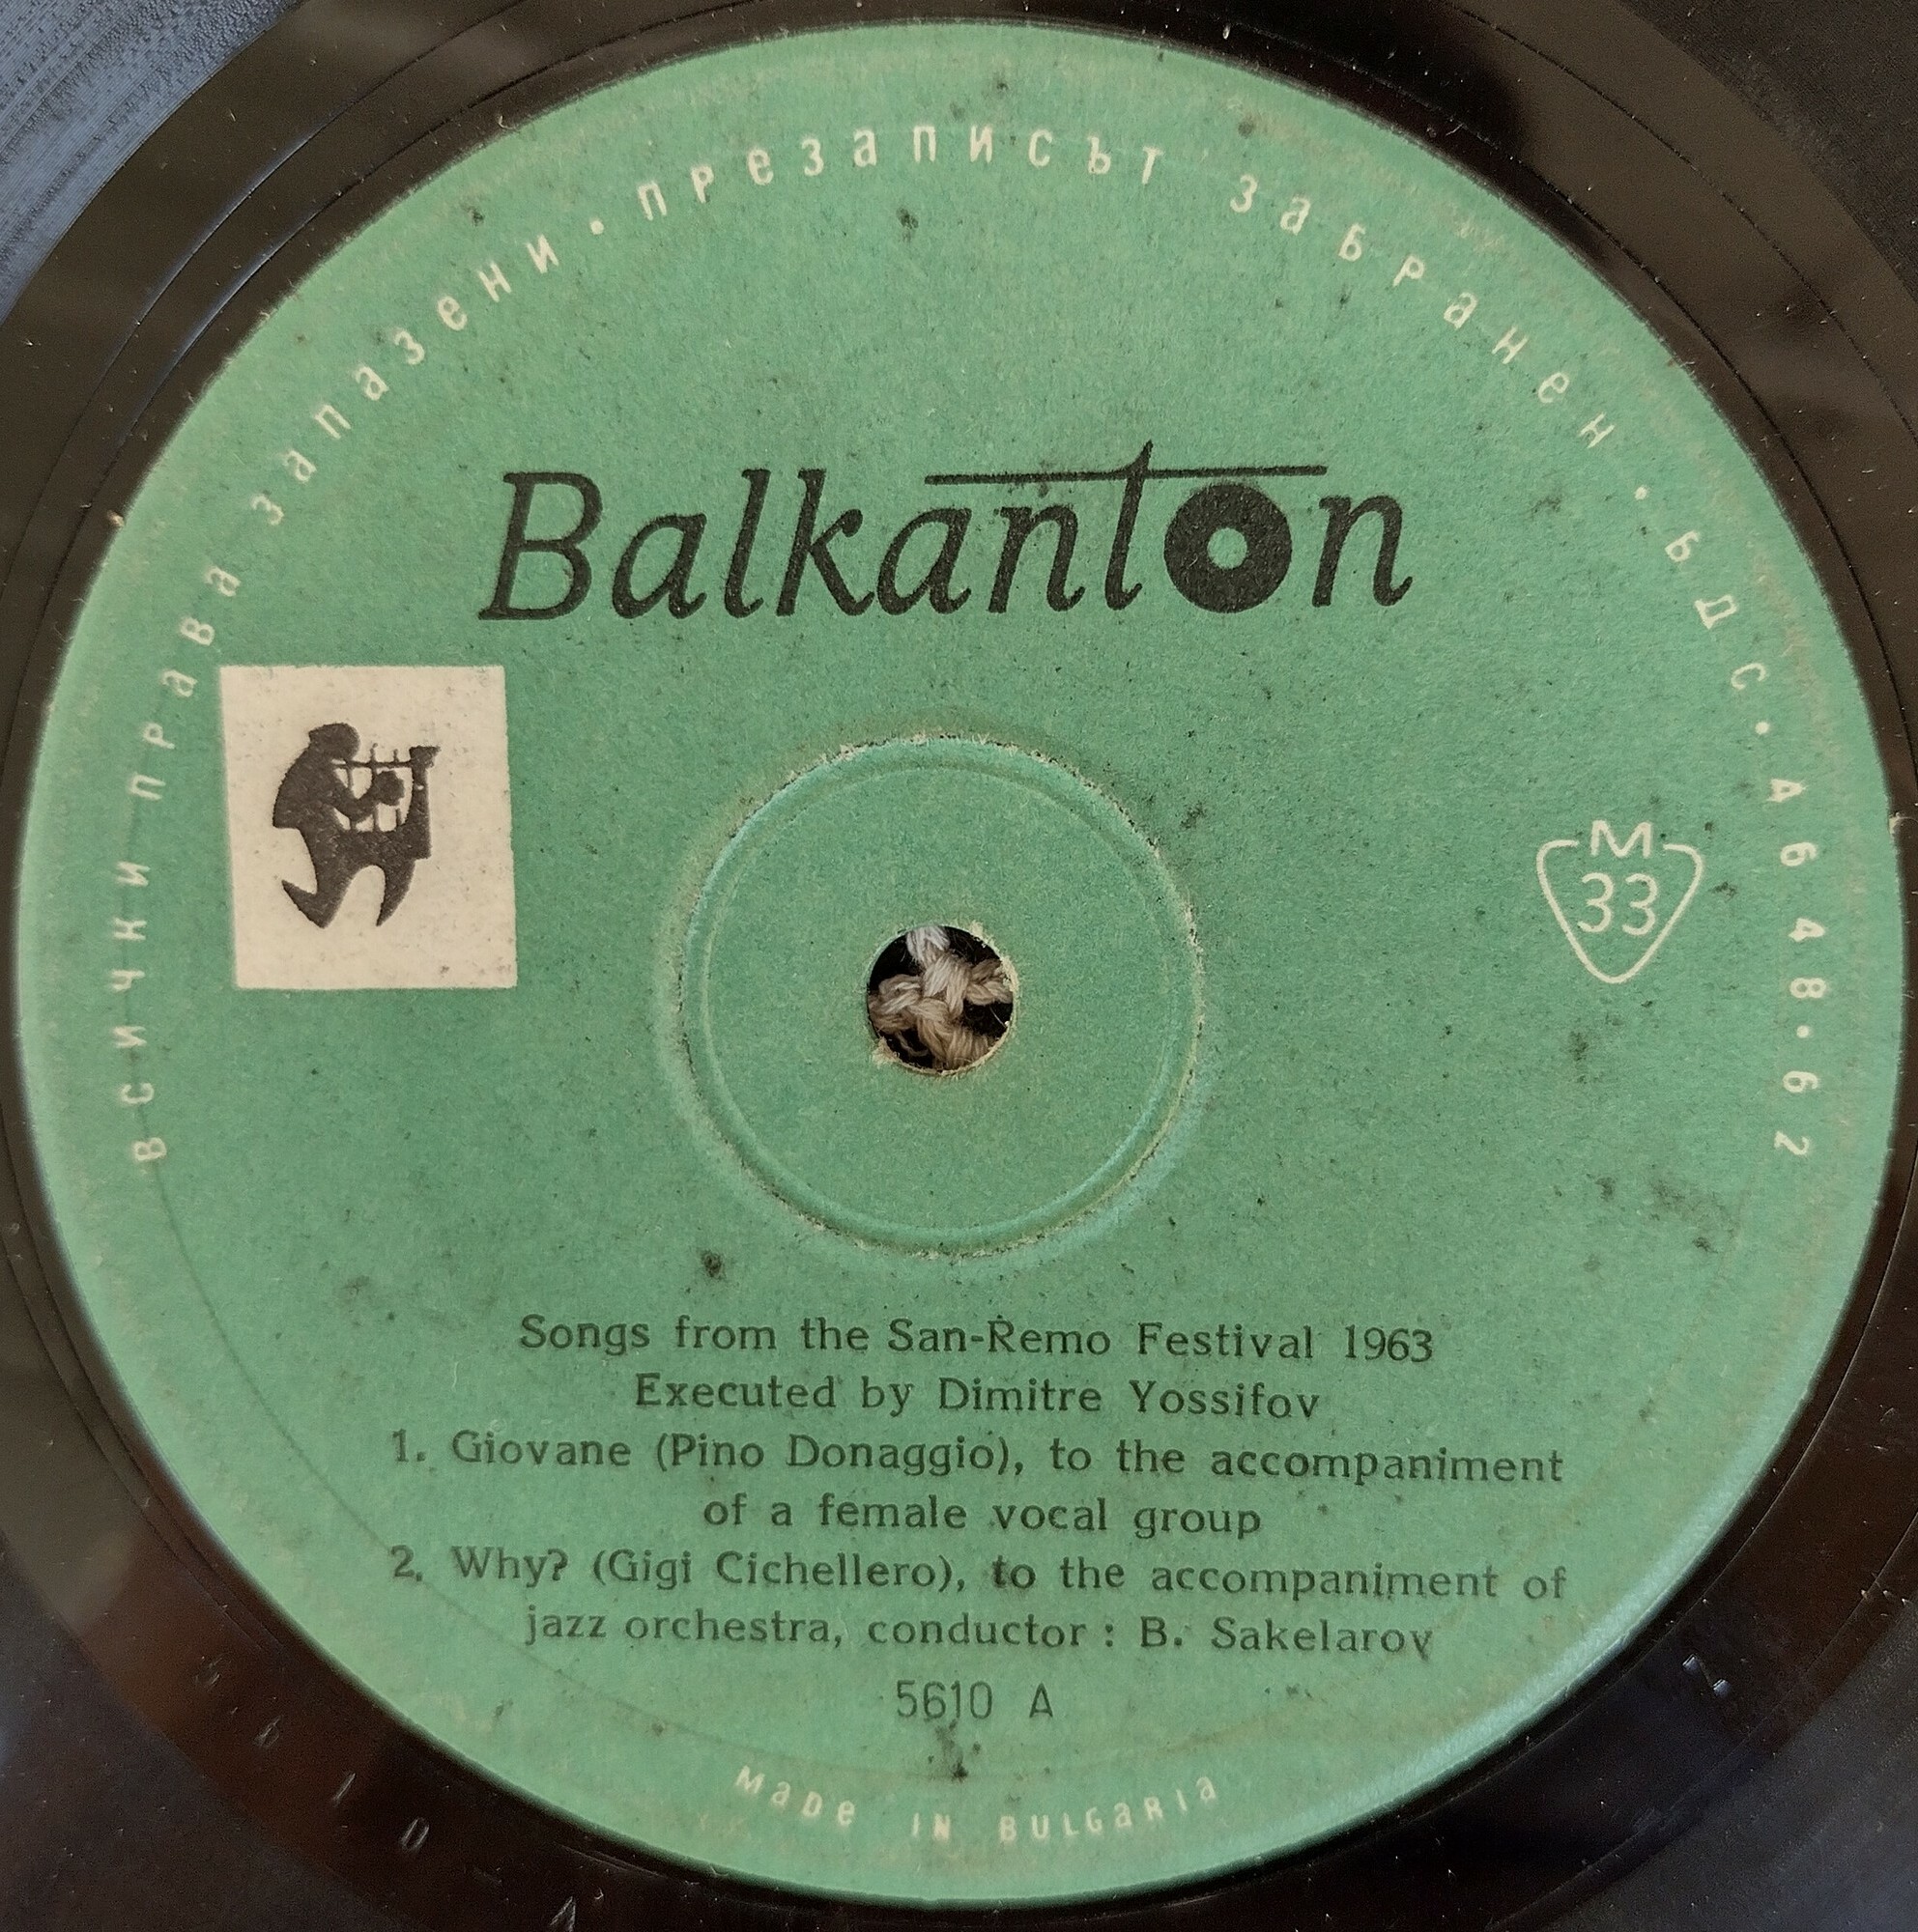 всички права запазени · презаписът забранен · БДС · А 6 48 · 62
Balkanton
M
33
Songs from the San-Remo Festival 1963
Executed by Dimitre Yossifov
1. Giovane (Pino Donaggio), to the accompaniment
of a female vocal group
2. Why? (Gigi Cichellero), to the accompaniment of
jazz orchestra, conductor : B. Sakelarov
5610 A
MADE IN BULGARIA